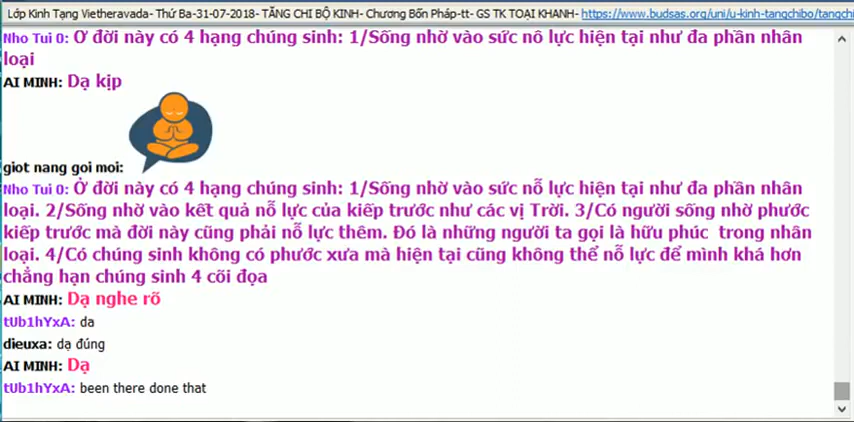 Lớp Kinh Tạng Vietheravada- Thứ Ba-31-07-2018- TĂNG CHI BỘ KINH- Chương Bốn Pháp-tt- GS TK TOẠI KHANH- https://www.budsas.org/uni/u-kinh-tangchibo/tangchi
Nho Tui 0: Ở đời này có 4 hạng chúng sinh: 1/Sống nhờ vào sức nô lực hiện tại như đa phần nhân
loại
AI MINH: Dạ kịp
giot nang goi moi:
Nho Tui 0: Ở đời này có 4 hạng chúng sinh: 1/Sống nhờ vào sức nỗ lực hiện tại như đa phần nhân
loại. 2/Sống nhờ vào kết quả nỗ lực của kiếp trước như các vị Trời. 3/Có người sống nhờ phước
kiếp trước mà đời này cũng phải nỗ lực thêm. Đó là những người ta gọi là hữu phúc trong nhân
loại. 4/Có chúng sinh không có phước xưa mà hiện tại cũng không thể nỗ lực để mình khá hơn
chẳng hạn chúng sinh 4 cõi đọa
AI MINH: Dạ nghe rõ
tUb1hYxA: da
dieuxa: dạ đúng
AI MINH: Dạ
tUb1hYxA: been there done that